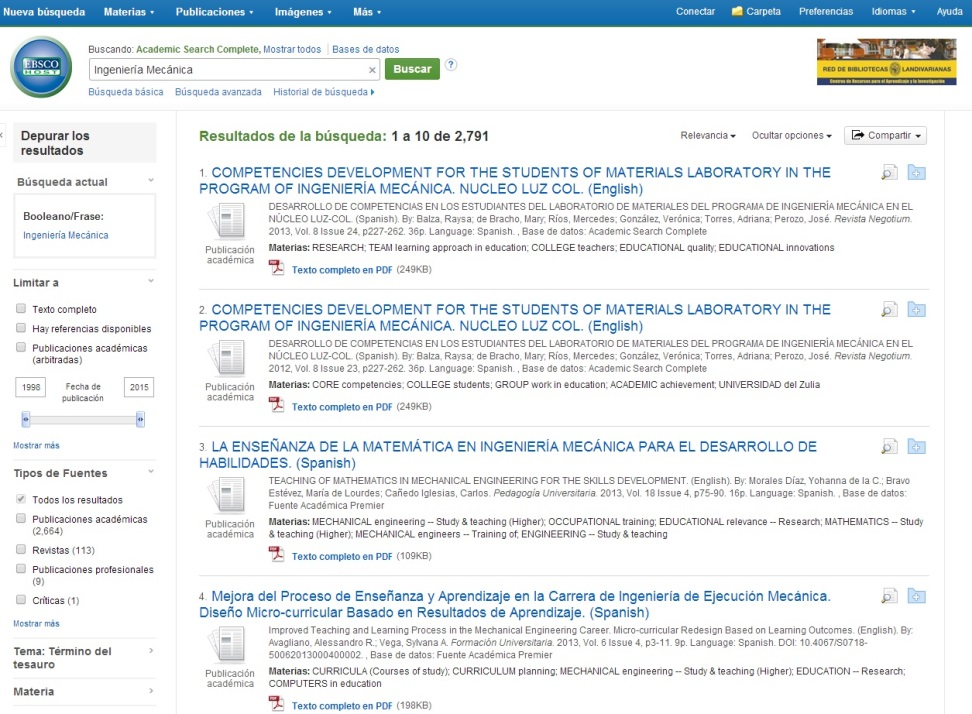 Nueva búsqueda Materias Publicaciones Imágenes Más Conectar Carpeta Preferencias Idiomas Ayuda
EBSCO
HOST
Buscando: Academic Search Complete, Mostrar todos | Bases de datos
Ingeniería Mecánica × Buscar ?
Búsqueda básica Búsqueda avanzada Historial de búsqueda
RED DE BIBLIOTECAS LANDIVARIANAS
Centros de Recursos para el Aprendizaje y la Investigación
Depurar los
resultados
Búsqueda actual
Booleano/Frase:
Ingeniería Mecánica
Limitar a
Texto completo
Hay referencias disponibles
Publicaciones académicas
(arbitradas)
1998 Fecha de 2015
publicación
Mostrar más
Tipos de Fuentes
Todos los resultados
Publicaciones académicas
(2,664)
Revistas (113)
Publicaciones profesionales
(9)
Críticas (1)
Mostrar más
Tema: Término del
tesauro
Materia
Resultados de la búsqueda: 1 a 10 de 2,791
Relevancia Ocultar opciones Compartir
1. COMPETENCIES DEVELOPMENT FOR THE STUDENTS OF MATERIALS LABORATORY IN THE
PROGRAM OF INGENIERÍA MECÁNICA. NUCLEO LUZ COL. (English)
DESARROLLO DE COMPETENCIAS EN LOS ESTUDIANTES DEL LABORATORIO DE MATERIALES DEL PROGRAMA DE INGENIERÍA MECÁNICA EN EL
NÚCLEO LUZ-COL. (Spanish). By: Balza, Raysa; de Bracho, Mary; Ríos, Mercedes; González, Verónica; Torres, Adriana; Perozo, José. Revista Negotium.
2013, Vol. 8 Issue 24, p227-262. 36p. Language: Spanish. , Base de datos: Academic Search Complete
Publicación
académica
Materias: RESEARCH; TEAM learning approach in education; COLLEGE teachers; EDUCATIONAL quality; EDUCATIONAL innovations
Texto completo en PDF (249KB)
2. COMPETENCIES DEVELOPMENT FOR THE STUDENTS OF MATERIALS LABORATORY IN THE
PROGRAM OF INGENIERÍA MECÁNICA. NUCLEO LUZ COL. (English)
DESARROLLO DE COMPETENCIAS EN LOS ESTUDIANTES DEL LABORATORIO DE MATERIALES DEL PROGRAMA DE INGENIERÍA MECÁNICA EN EL
NÚCLEO LUZ-COL. (Spanish). By: Balza, Raysa; de Bracho, Mary; Ríos, Mercedes; González, Verónica; Torres, Adriana; Perozo, José. Revista Negotium.
2012, Vol. 8 Issue 23, p227-262. 36p. Language: Spanish. , Base de datos: Academic Search Complete
Publicación
académica
Materias: CORE competencies; COLLEGE students; GROUP work in education; ACADEMIC achievement; UNIVERSIDAD del Zulia
Texto completo en PDF (249KB)
3. LA ENSEÑANZA DE LA MATEMÁTICA EN INGENIERÍA MECÁNICA PARA EL DESARROLLO DE
HABILIDADES. (Spanish)
TEACHING OF MATHEMATICS IN MECHANICAL ENGINEERING FOR THE SKILLS DEVELOPMENT. (English). By: Morales Díaz, Yohanna de la C.; Bravo
Estévez, María de Lourdes; Cañedo Iglesias, Carlos. Pedagogía Universitaria. 2013, Vol. 18 Issue 4, p75-90. 16p. Language: Spanish. , Base de datos:
Fuente Académica Premier
Publicación
académica
Materias: MECHANICAL engineering -- Study & teaching (Higher); OCCUPATIONAL training; EDUCATIONAL relevance -- Research; MATHEMATICS -- Study
& teaching (Higher); MECHANICAL engineers -- Training of; ENGINEERING -- Study & teaching
Texto completo en PDF (109KB)
4. Mejora del Proceso de Enseñanza y Aprendizaje en la Carrera de Ingeniería de Ejecución Mecánica.
Diseño Micro-curricular Basado en Resultados de Aprendizaje. (Spanish)
Improved Teaching and Learning Process in the Mechanical Engineering Career. Micro-curricular Redesign Based on Learning Outcomes. (English). By:
Avagliano, Alessandro R.; Vega, Sylvana A. Formación Universitaria. 2013, Vol. 6 Issue 4, p3-11. 9p. Language: Spanish. DOI: 10.4067/S0718-
50062013000400002. , Base de datos: Fuente Académica Premier
Publicación
académica
Materias: CURRICULA (Courses of study); CURRICULUM planning; MECHANICAL engineering -- Study & teaching (Higher); EDUCATION -- Research;
COMPUTERS in education
Texto completo en PDF (198KB)